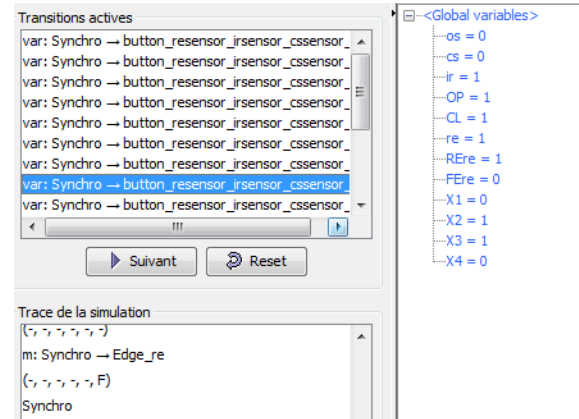 Transitions actives
var: Synchro → button_resensor_irsensor_cssensor_
var: Synchro → button_resensor_irsensor_cssensor_
var: Synchro → button_resensor_irsensor_cssensor_
var: Synchro → button_resensor_irsensor_cssensor_
var: Synchro → button_resensor_irsensor_cssensor_
var: Synchro → button_resensor_irsensor_cssensor_
var: Synchro → button_resensor_irsensor_cssensor_
var: Synchro → button_resensor_irsensor_cssensor_
var: Synchro → button_resensor_irsensor_cssensor_
Suivant
Reset
Trace de la simulation
(-, -, -, -, -, -)
m: Synchro → Edge_re
(-, -, -, -, -, F)
Synchro
<Global variables>
os = 0
cs = 0
ir = 1
OP = 1
CL = 1
re = 1
REre = 1
FEre = 0
X1 = 0
X2 = 1
X3 = 1
X4 = 0